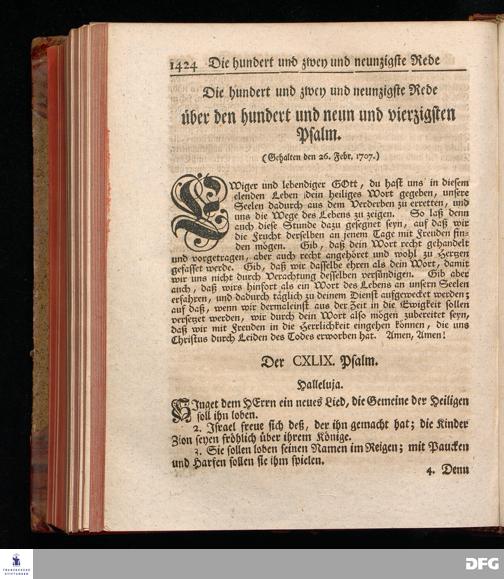 1424 Die hundert und zwey und neunzigste Rede
Die hundert und zwey und neunzigste Rede
über den hundert und neun und vierzigsten
Psalm.
(Gehalten den 26. Febr. 1707.)
EWiger und lebendiger GOtt, du hast uns in diesem
elenden Leben dein heiliges Wort gegeben, unsere
Seelen dadurch aus dem Verderben zu erretten, und
uns die Wege des Lebens zu zeigen. So laß denn
auch diese Stunde dazu gesegnet seyn, auf daß wir
die Frucht derselben an jenem Tage mit Freuden fin-
den mögen. Gib, daß dein Wort recht gehandelt
und vorgetragen, aber auch recht angehöret und wohl zu Hertzen
gefasset werde. Gib, daß wir dasselbe ehren als dein Wort, damit
wir uns nicht durch Verachtung desselben versündigen. Gib aber
auch, daß wirs hinfort als ein Wort des Lebens an unsern Seelen
erfahren, und dadurch täglich zu deinem Dienst aufgewecket werden;
auf daß, wenn wir dermaleinst aus der Zeit in die Ewigkeit sollen
versetzet werden, wir durch dein Wort also mögen zubereitet seyn,
daß wir mit Freuden in die Herrlichkeit eingehen können, die uns
Christus durch Leiden des Todes erworben hat. Amen, Amen!
Der CXLIX. Psalm.
Halleluja.
SInget dem HErrn ein neues Lied, die Gemeine der Heiligen
soll ihn loben.
2. Israel freue sich deß, der ihn gemacht hat; die Kinder
Zion seyen fröhlich über ihrem Könige.
3. Sie sollen loben seinen Namen im Reigen; mit Paucken
und Harfen sollen sie ihm spielen.
4. Denn
FRANCKESCHE
STIFTUNGEN
DFG